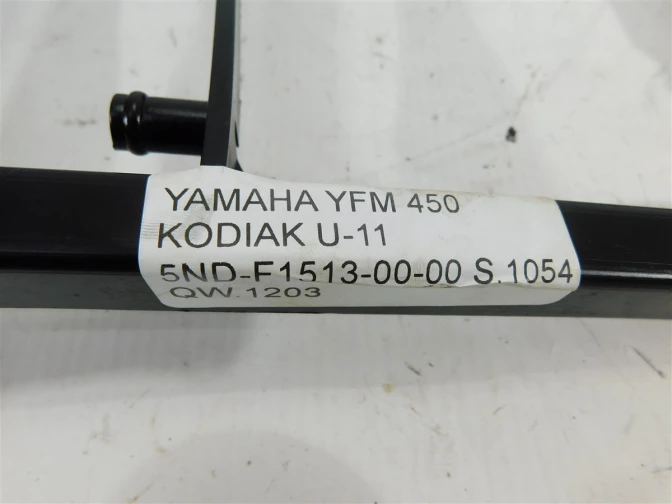 YAMAHA YFM 450
KODIAK U-11
5ND-F1513-00-00 S.1054
QW.1203